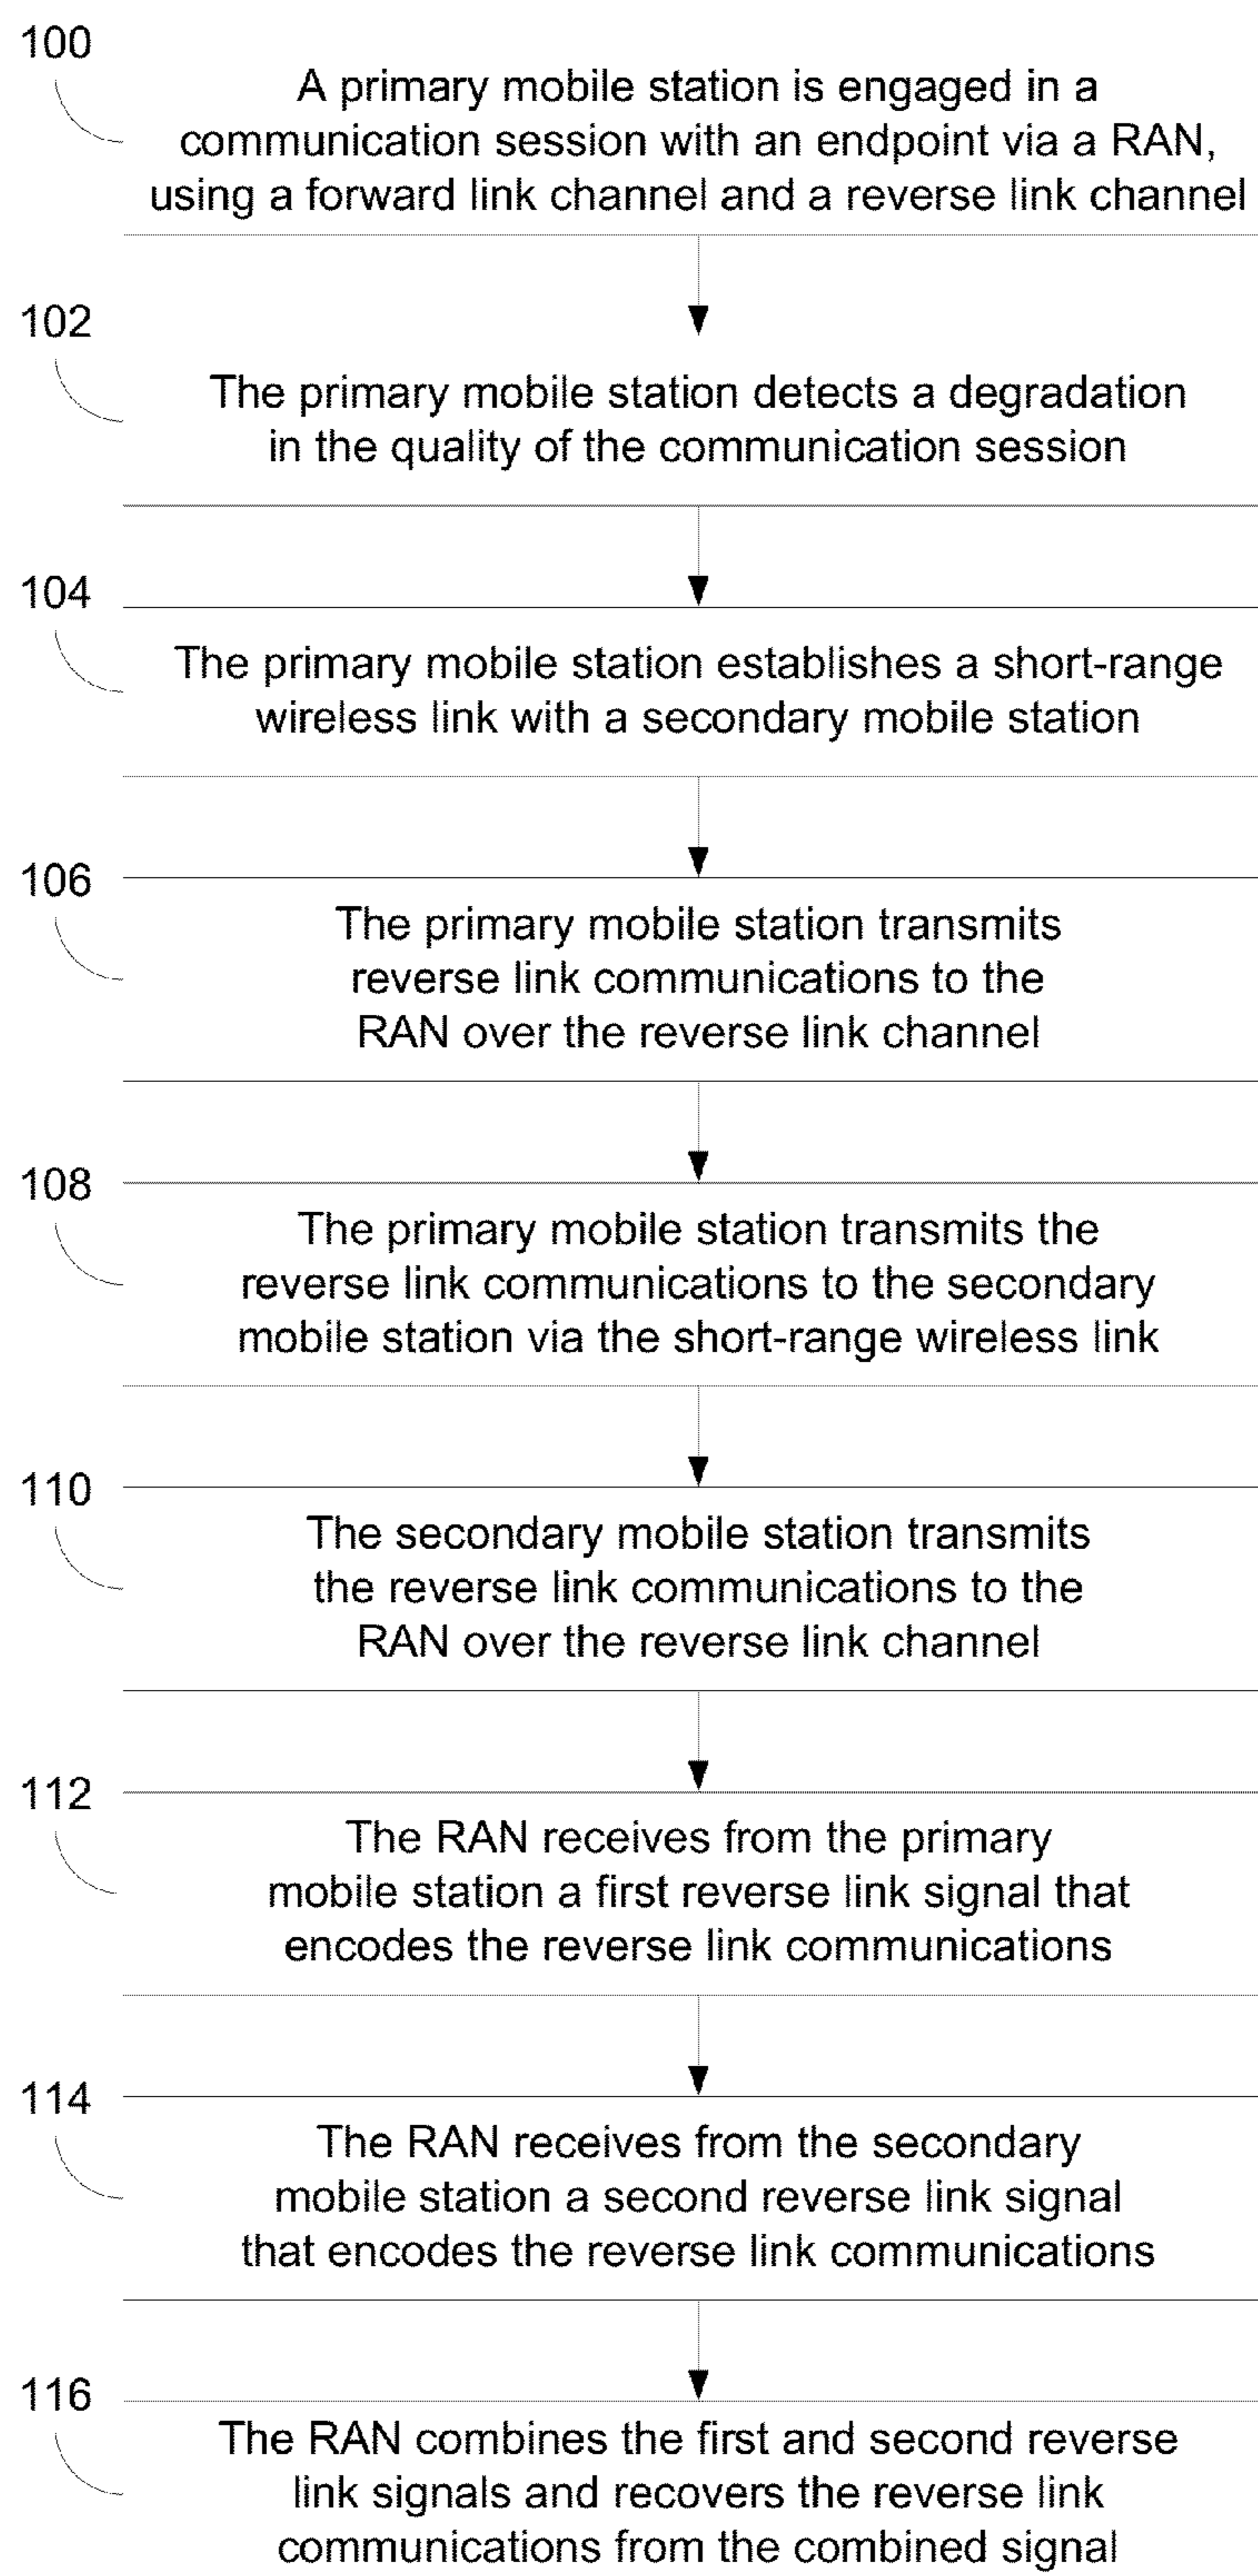 100
A primary mobile station is engaged in a
communication session with an endpoint via a RAN,
using a forward link channel and a reverse link channel
102
The primary mobile station detects a degradation
in the quality of the communication session
104
The primary mobile station establishes a short-range
wireless link with a secondary mobile station
106
The primary mobile station transmits
reverse link communications to the
RAN over the reverse link channel
108
The primary mobile station transmits the
reverse link communications to the secondary
mobile station via the short-range wireless link
110
The secondary mobile station transmits
the reverse link communications to the
RAN over the reverse link channel
112
The RAN receives from the primary
mobile station a first reverse link signal that
encodes the reverse link communications
114
The RAN receives from the secondary
mobile station a second reverse link signal
that encodes the reverse link communications
116
The RAN combines the first and second reverse
link signals and recovers the reverse link
communications from the combined signal